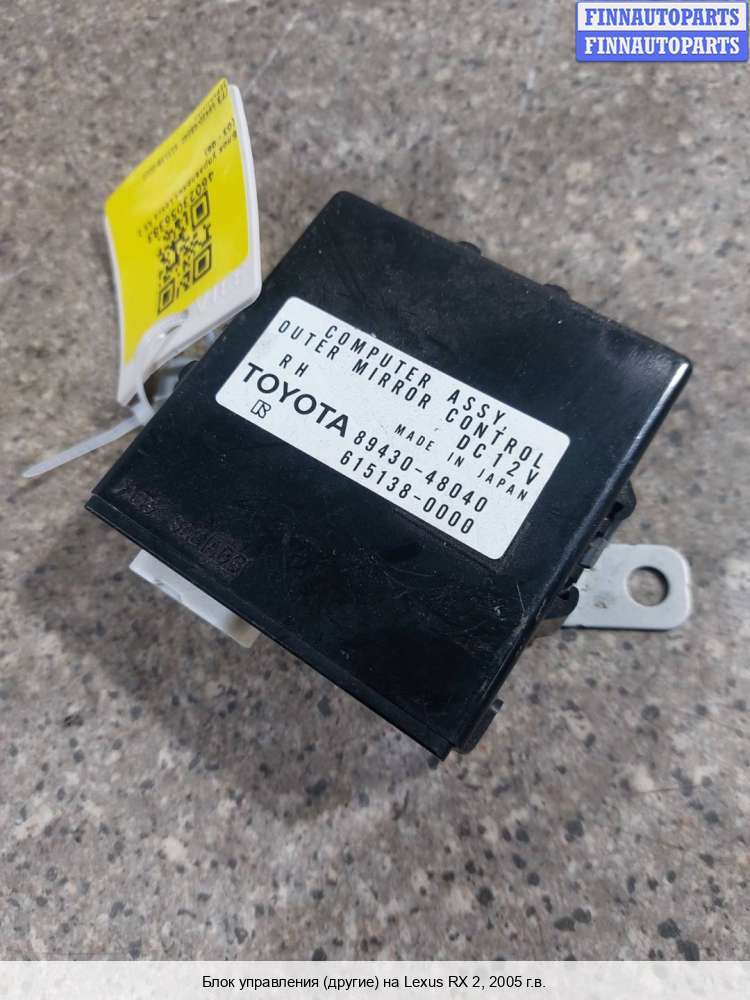 FINNAUTOPARTS
FINNAUTOPARTS
COMPUTER ASSY,
OUTER MIRROR CONTROL
RH DC12V
TOYOTA MADE IN JAPAN
89430-48040
615138-0000
Блок управления (другие) на Lexus RX 2, 2005 г.в.